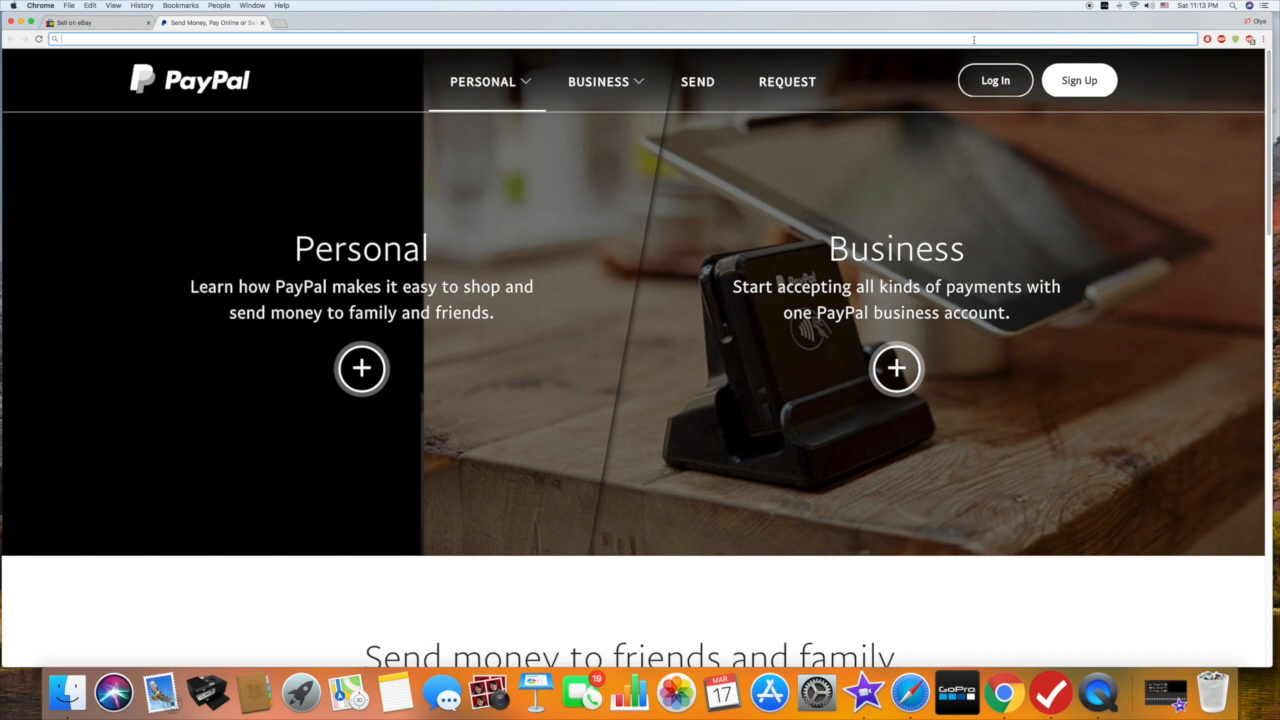 Chrome File Edit View History Bookmarks People Window Help
Sat 11:13 PM
Sell on eBay
Send Money, Pay Online or Se
Olya
PayPal
PERSONAL
BUSINESS
SEND
REQUEST
Log In
Sign Up
Personal
Learn how PayPal makes it easy to shop and
send money to family and friends.
Business
Start accepting all kinds of payments with
one PayPal business account.
PayPal
Send money to friends and family
19
MAR
17
GoPro